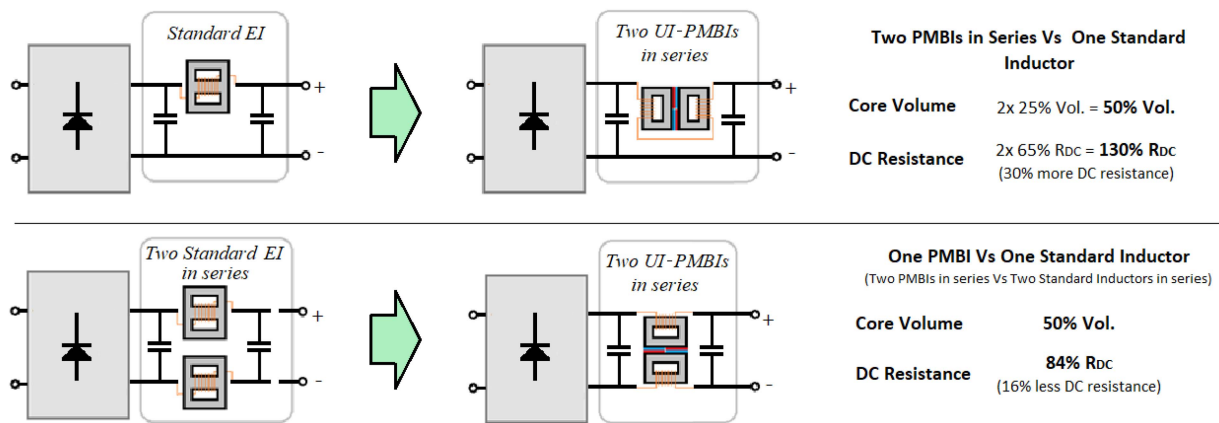 Standard EI
+
-
Two UI-PMBIs
in series
+
-
Two PMBIs in Series Vs One Standard
Inductor
Core Volume 2x 25% Vol. = 50% Vol.
DC Resistance 2x 65% RDC = 130% RDC
(30% more DC resistance)
Two Standard EI
in series
+
-
Two UI-PMBIs
in series
+
-
One PMBI Vs One Standard Inductor
(Two PMBIs in series Vs Two Standard Inductors in series)
Core Volume 50% Vol.
DC Resistance 84% RDC
(16% less DC resistance)